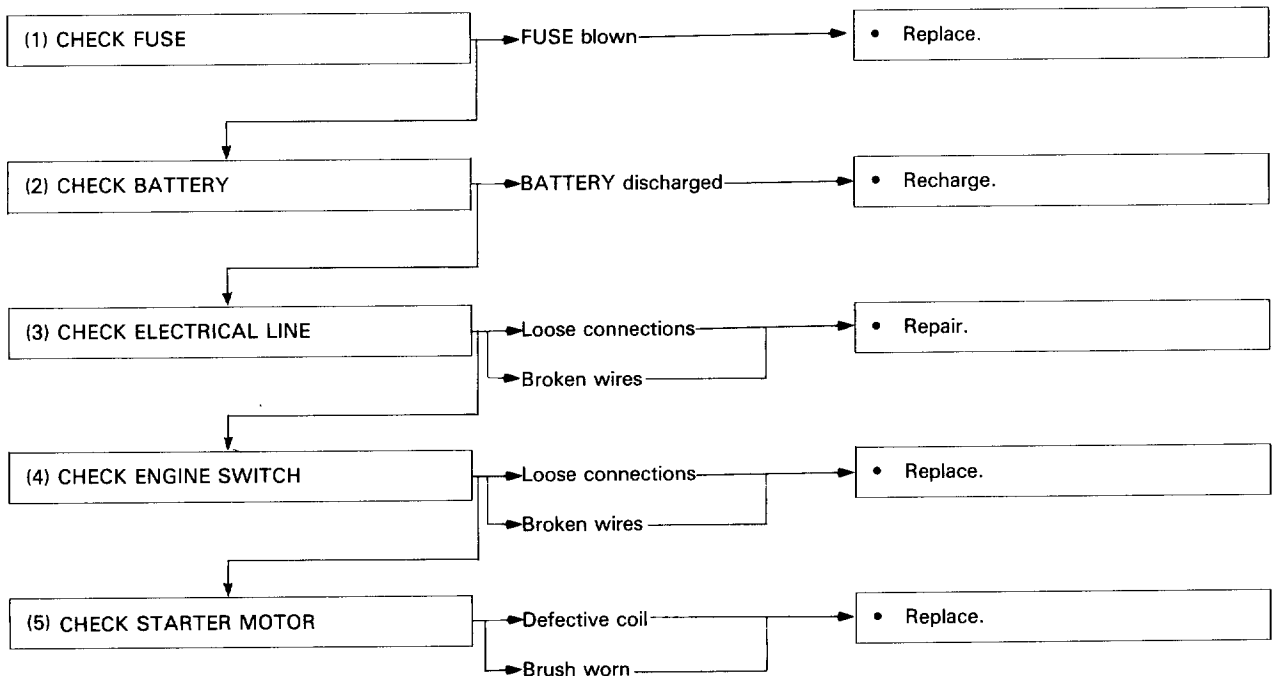 (1) CHECK FUSE
FUSE blown
• Replace.
(2) CHECK BATTERY
BATTERY discharged
• Recharge.
(3) CHECK ELECTRICAL LINE
Loose connections
• Repair.
Broken wires
(4) CHECK ENGINE SWITCH
Loose connections
• Replace.
Broken wires
(5) CHECK STARTER MOTOR
Defective coil
• Replace.
Brush worn